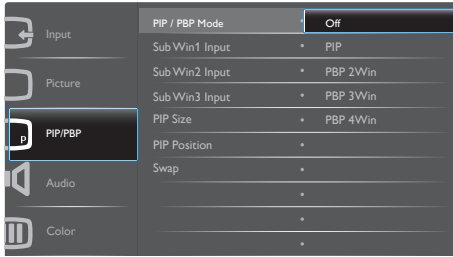 Input
Picture
P
PIP/PBP
Audio
Color
PIP / PBP Mode
Sub Win1 Input
Sub Win2 Input
Sub Win3 Input
PIP Size
PIP Position
Swap
Off
PIP
PBP 2Win
PBP 3Win
PBP 4Win